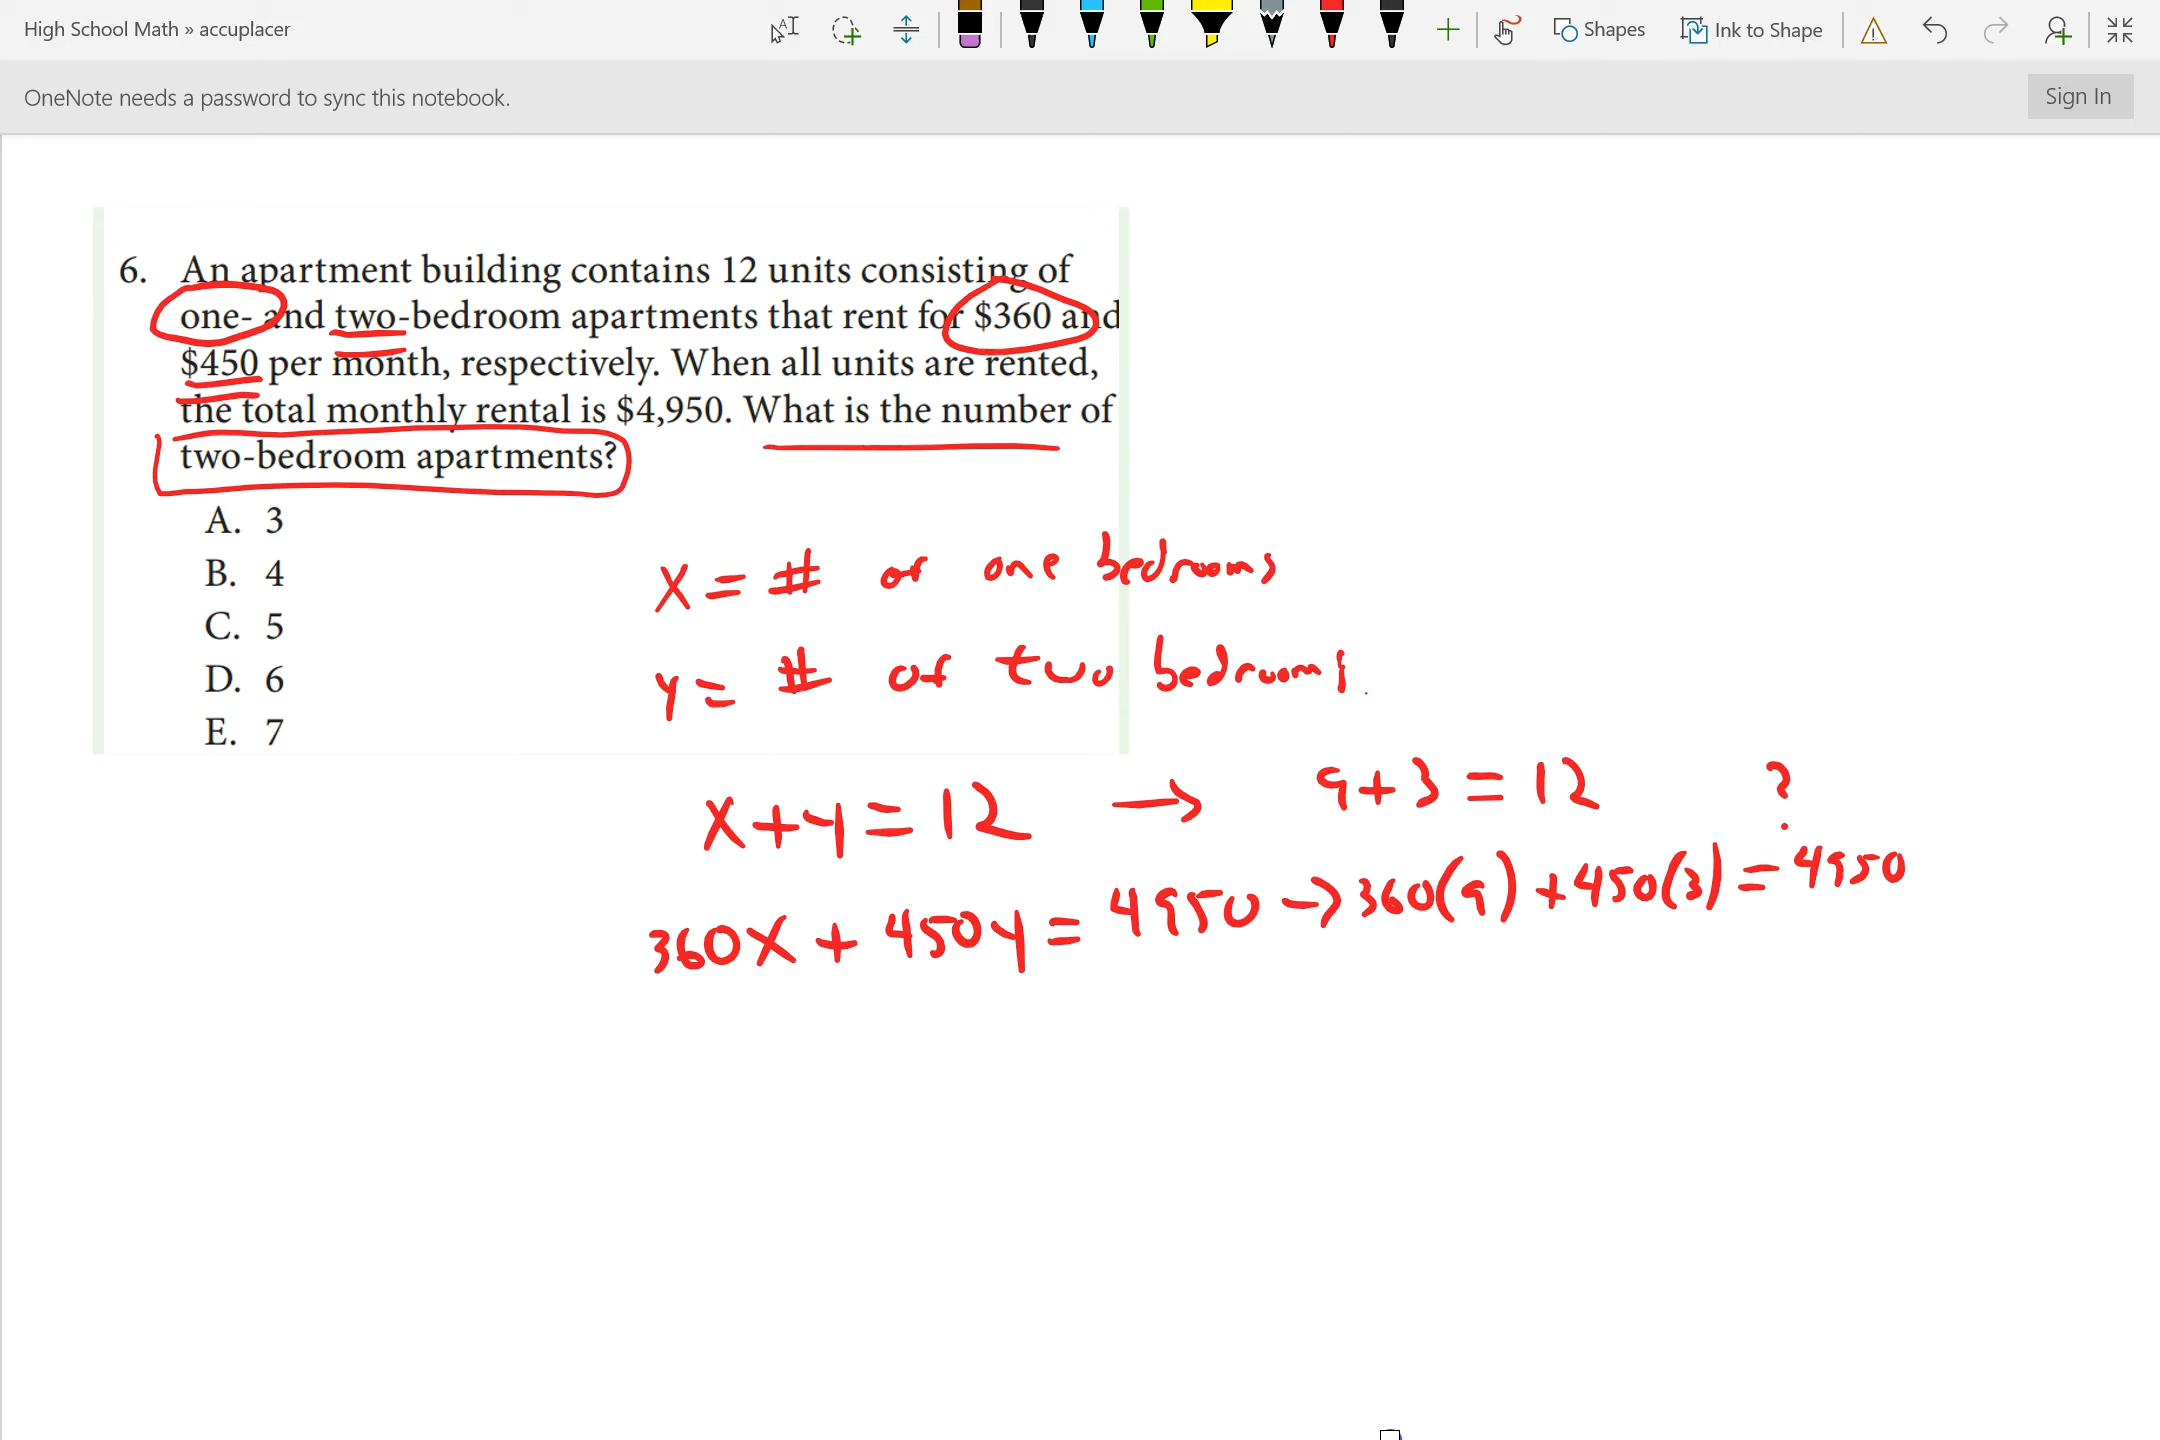 High School Math » accuplacer
Shapes
Ink to Shape
OneNote needs a password to sync this notebook.
Sign In
6. An apartment building contains 12 units consisting of
one- and two-bedroom apartments that rent for $360 and
$450 per month, respectively. When all units are rented,
the total monthly rental is $4,950. What is the number of
two-bedroom apartments?
A. 3
B. 4
C. 5
D. 6
E. 7
X = # of one bedrooms
Y = # of two bedrooms.
X + y = 12 → 9 + 3 = 12 ?
360X + 450y = 4950 → 360(9) + 450(3) = 4950